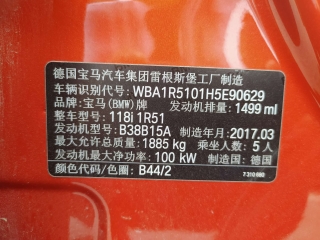 德国宝马汽车集团雷根斯堡工厂制造
车辆识别代号: WBA1R5101H5E90629
品牌:宝马(BMW)牌 发动机排量: 1499 ml
整车型号: 118i 1R51
发动机型号: B38B15A 制造年月: 2017.03
最大允许总质量: 1885 kg 乘坐人数: 5 人
发动机最大净功率: 100 kW 制造国: 德国
颜色代码/色圈: B44/2
7 310 690